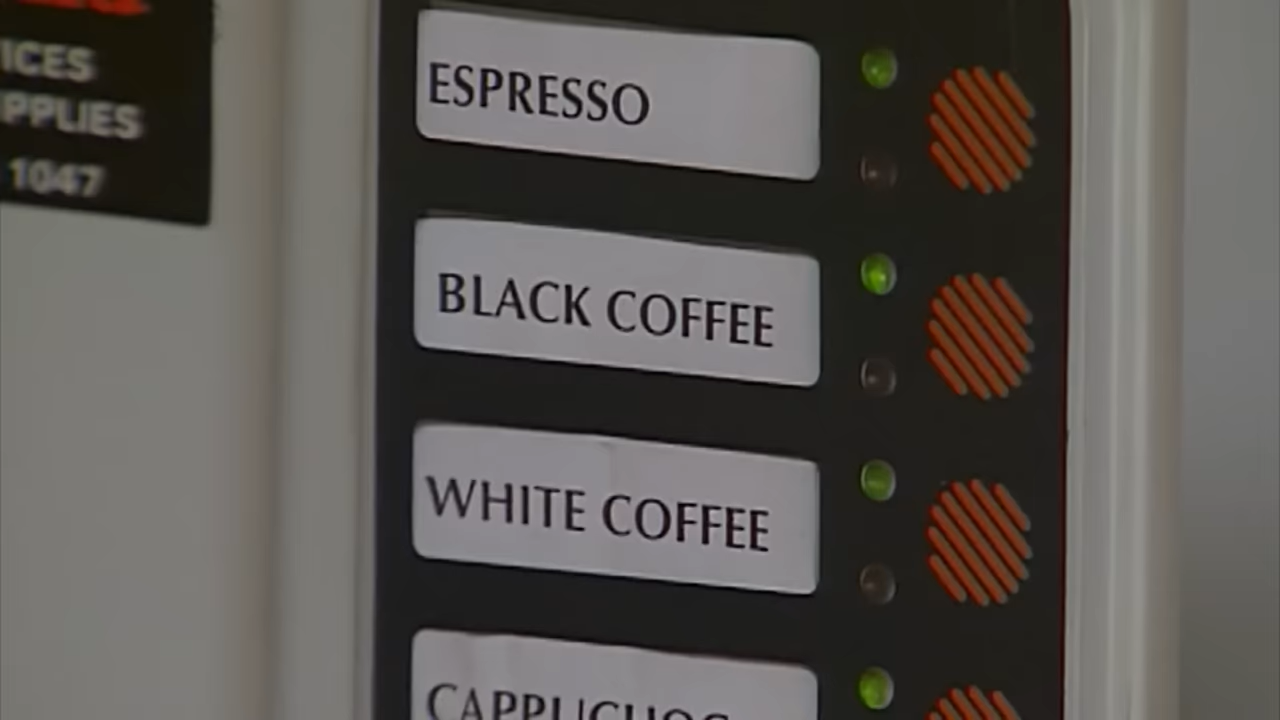 ICES
PPLIES
1047
ESPRESSO
BLACK COFFEE
WHITE COFFEE